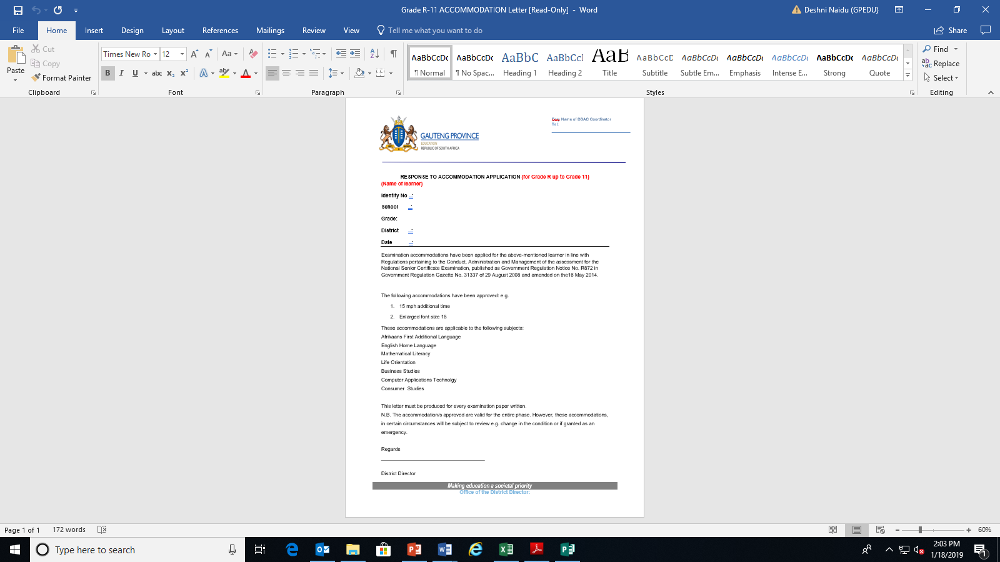 Grade R-11 ACCOMMODATION Letter [Read-Only] - Word
Deshni Naidu (GPEDU)
File Home Insert Design Layout References Mailings Review View Tell me what you want to do
Share
Paste
Cut
Copy
Format Painter
Clipboard
Times New Ro 12
Font
Paragraph
AaBbCcDc AaBbCcDc AaBbC AaBbCcI AaB AaBbCcD AaBbCcDc AaBbCcDc AaBbCcDc AaBbCcDc AaBbCcDc
¶ Normal ¶ No Spac... Heading 1 Heading 2 Title Subtitle Subtle Em... Emphasis Intense E... Strong Quote
Styles
Find
Replace
Select
Editing
Name of DBAC Coordinator
Tel:
GAUTENG PROVINCE
EDUCATION
REPUBLIC OF SOUTH AFRICA
RESPONSE TO ACCOMMODATION APPLICATION (for Grade R up to Grade 11)
(Name of learner)
Identity No :
School :
Grade:
District :
Date :
Examination accommodations have been applied for the above-mentioned learner in line with
Regulations pertaining to the Conduct, Administration and Management of the assessment for the
National Senior Certificate Examination, published as Government Regulation Notice No. R872 in
Government Regulation Gazette No. 31337 of 29 August 2008 and amended on the16 May 2014.
The following accommodations have been approved: e.g.
1. 15 mph additional time
2. Enlarged font size 18
These accommodations are applicable to the following subjects:
Afrikaans First Additional Language
English Home Language
Mathematical Literacy
Life Orientation
Business Studies
Computer Applications Technolgy
Consumer Studies
This letter must be produced for every examination paper written.
N.B. The accommodation/s approved are valid for the entire phase. However, these accommodations,
in certain circumstances will be subject to review e.g. change in the condition or if granted as an
emergency.
Regards
District Director
Making education a societal priority
Office of the District Director:
Page 1 of 1 172 words
60%
Type here to search
2:03 PM
1/18/2019
1